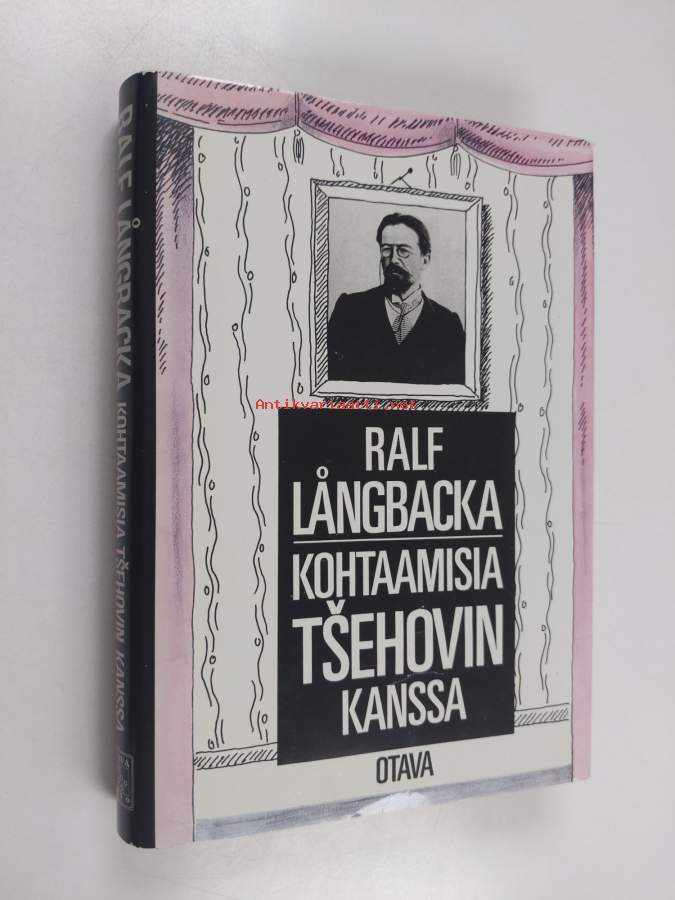 RALF LÅNGBACKA KOHTAAMISIA TŠEHOVIN KANSSA
Antikvariaatti.net
RALF
LÅNGBACKA
KOHTAAMISIA
TŠEHOVIN
KANSSA
OTAVA